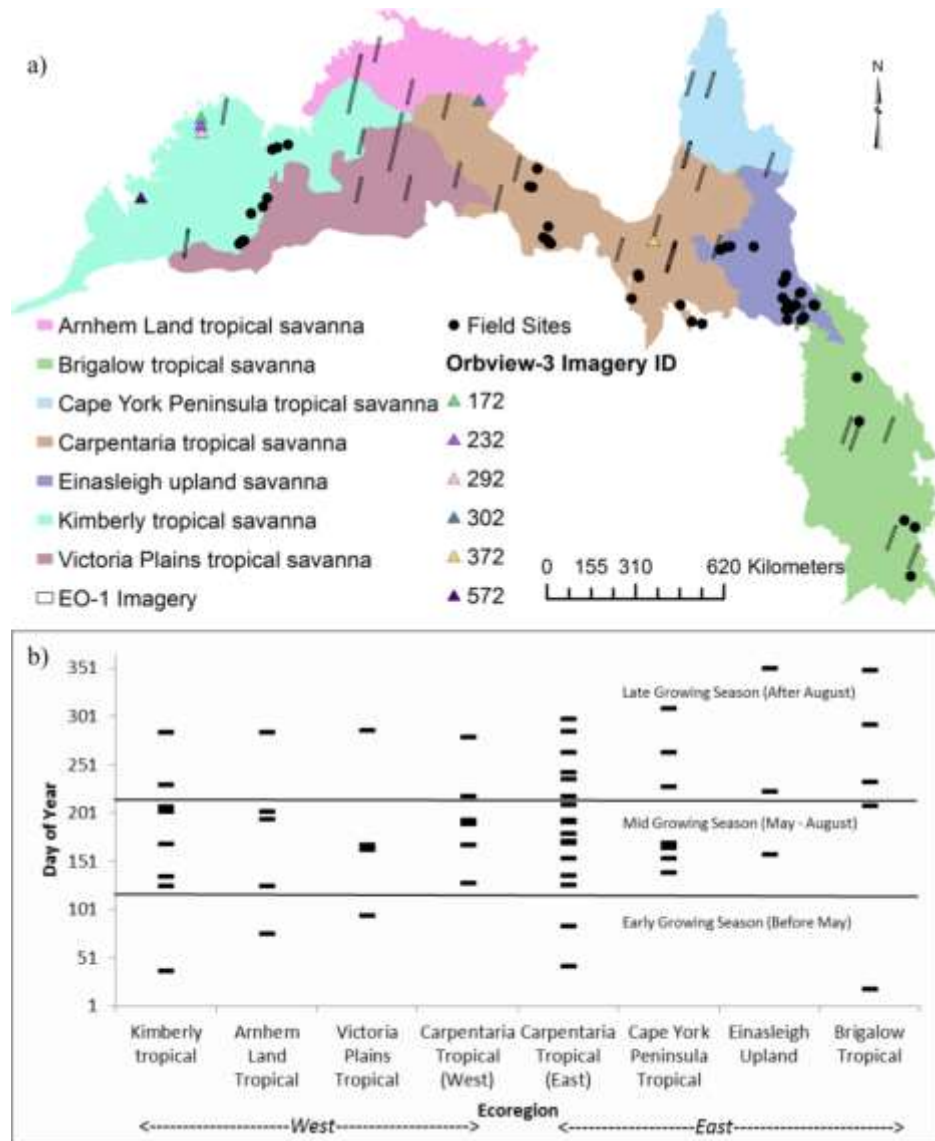 a)
N
Arnhem Land tropical savanna
Brigalow tropical savanna
Cape York Peninsula tropical savanna
Carpentaria tropical savanna
Einasleigh upland savanna
Kimberly tropical savanna
Victoria Plains tropical savanna
EO-1 Imagery
Field Sites
Orbview-3 Imagery ID
172
232
292
302
372
572
0 155 310 620 Kilometers
b)
351
301
251
201
151
101
51
1
Day of Year
Late Growing Season (After August)
Mid Growing Season (May - August)
Early Growing Season (Before May)
Kimberly
tropical
Arnhem
Land
Tropical
Victoria
Plains
Tropical
Carpentaria
Tropical
(West)
Carpentaria
Tropical
(East)
Cape York
Peninsula
Tropical
Einasleigh
Upland
Brigalow
Tropical
Ecoregion
<---------------West--------------->
<---------------East--------------->